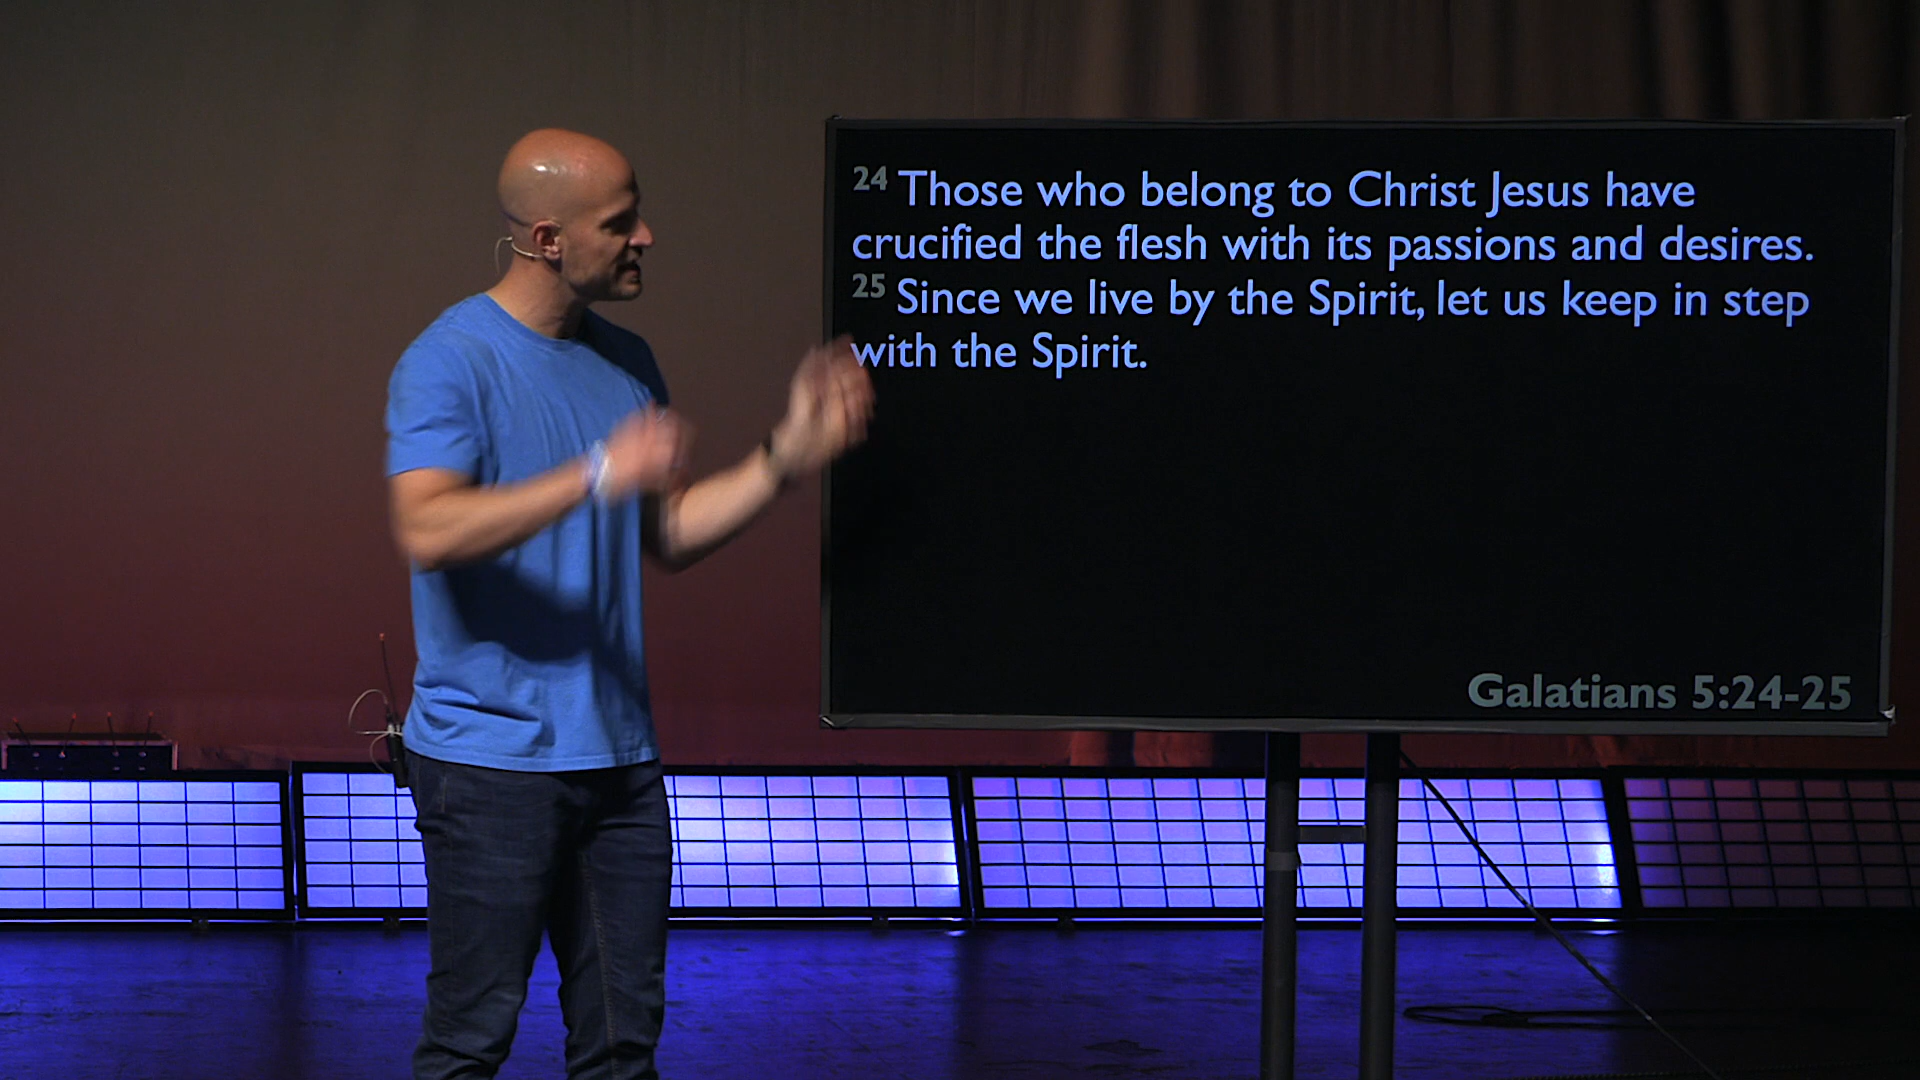 24 Those who belong to Christ Jesus have
crucified the flesh with its passions and desires.
25 Since we live by the Spirit, let us keep in step
with the Spirit.
Galatians 5:24-25